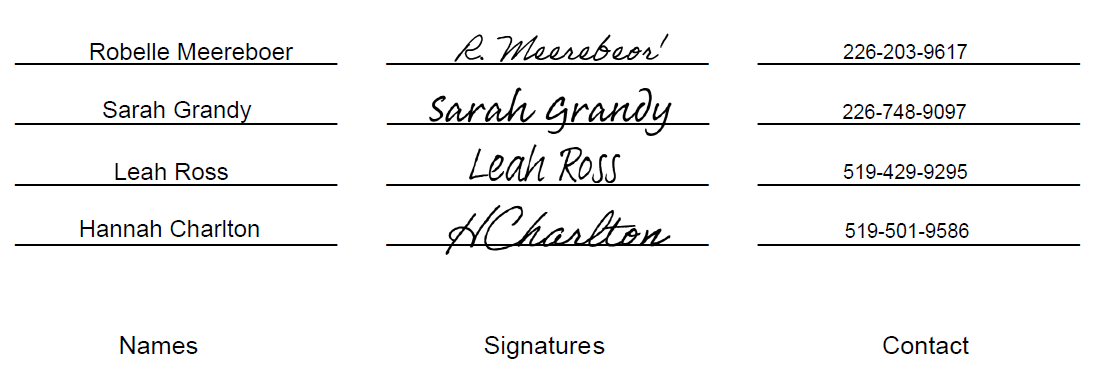 Robelle Meereboer R. Meerebeor' 226-203-9617
Sarah Grandy Sarah Grandy 226-748-9097
Leah Ross Leah Ross 519-429-9295
Hannah Charlton HCharlton 519-501-9586
Names Signatures Contact